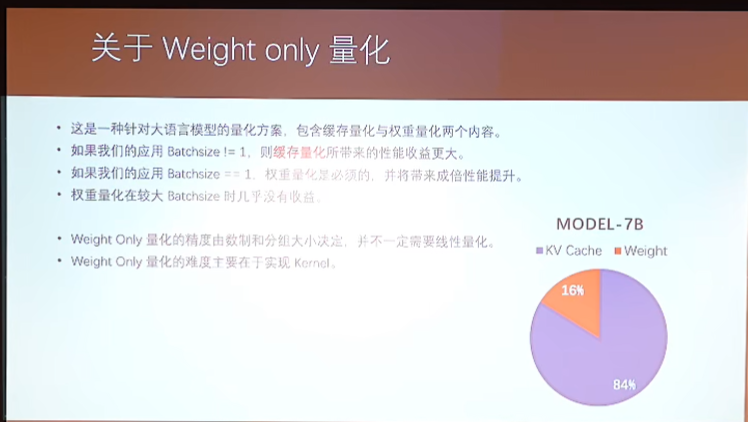 关于 Weight only 量化
• 这是一种针对大语言模型的量化方案，包含缓存量化与权重量化两个内容。
• 如果我们的应用 Batchsize != 1，则缓存量化所带来的性能收益更大。
• 如果我们的应用 Batchsize == 1，权重量化是必须的，并将带来成倍性能提升。
• 权重量化在较大 Batchsize 时几乎没有收益。
• Weight Only 量化的精度由数制和分组大小决定，并不一定需要线性量化。
• Weight Only 量化的难度主要在于实现 Kernel。
MODEL-7B
KV Cache Weight
16%
84%